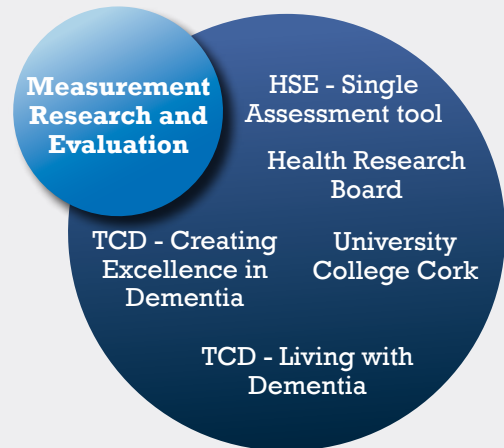 Measurement
Research and
Evaluation
HSE - Single
Assessment tool
Health Research
Board
TCD - Creating
Excellence in
Dementia
University
College Cork
TCD - Living with
Dementia